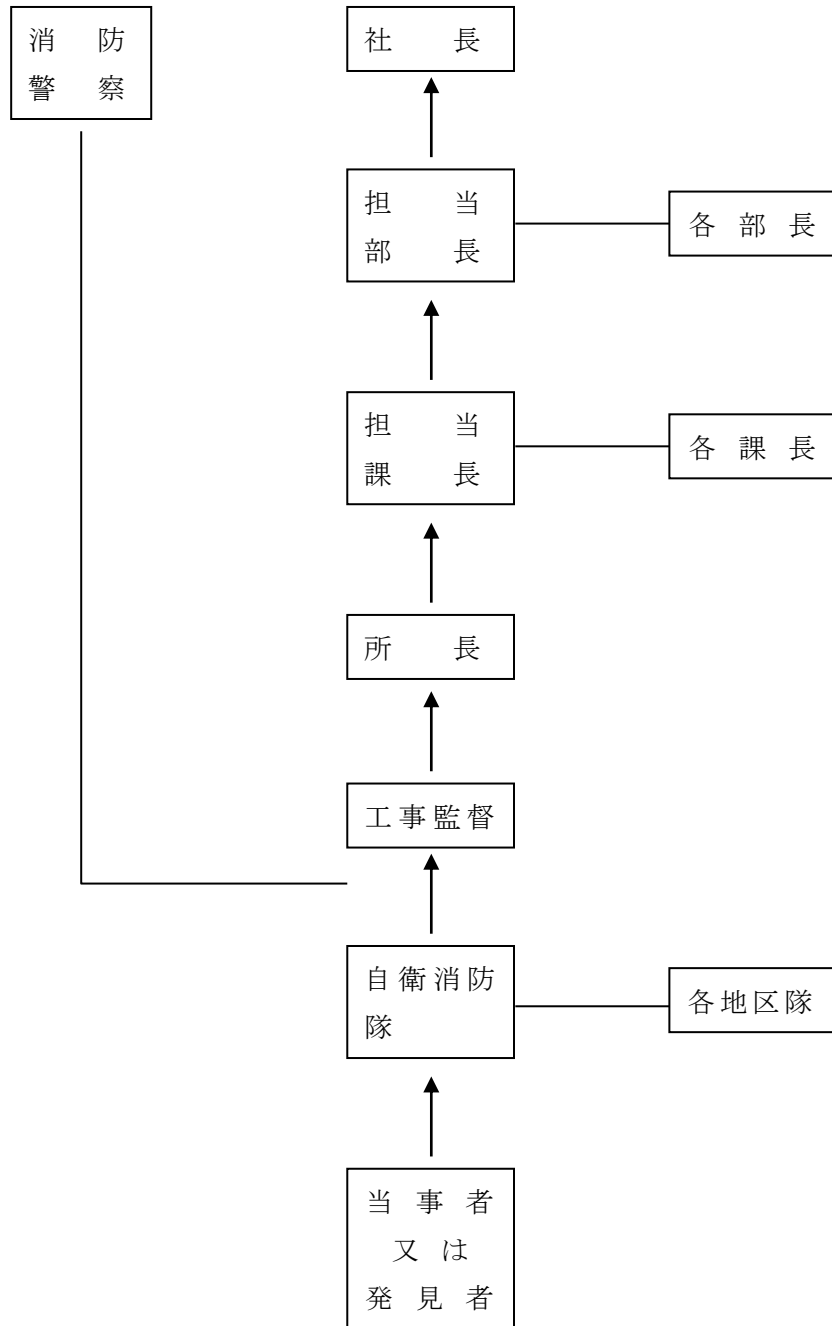 消防
警察
社長
担当
部長
各部長
担当
課長
各課長
所長
工事監督
自衛消防
隊
各地区隊
当事者
又は
発見者